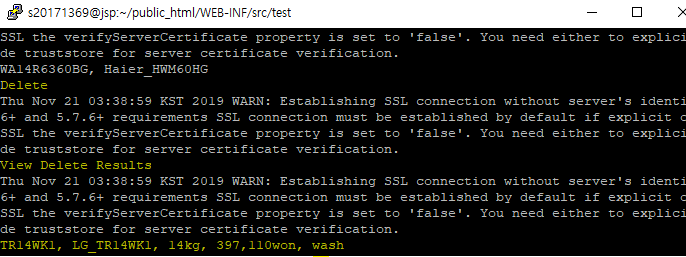 s20171369@jsp:~/public_html/WEB-INF/src/test
SSL the verifyServerCertificate property is set to 'false'. You need either to explici
de truststore for server certificate verification.
WA14R6360BG, Haier_HWM60HG
Delete
Thu Nov 21 03:38:59 KST 2019 WARN: Establishing SSL connection without server's identi
6+ and 5.7.6+ requirements SSL connection must be established by default if explicit c
SSL the verifyServerCertificate property is set to 'false'. You need either to explici
de truststore for server certificate verification.
View Delete Results
Thu Nov 21 03:38:59 KST 2019 WARN: Establishing SSL connection without server's identi
6+ and 5.7.6+ requirements SSL connection must be established by default if explicit c
SSL the verifyServerCertificate property is set to 'false'. You need either to explici
de truststore for server certificate verification.
TR14WK1, LG_TR14WK1, 14kg, 397,110won, wash